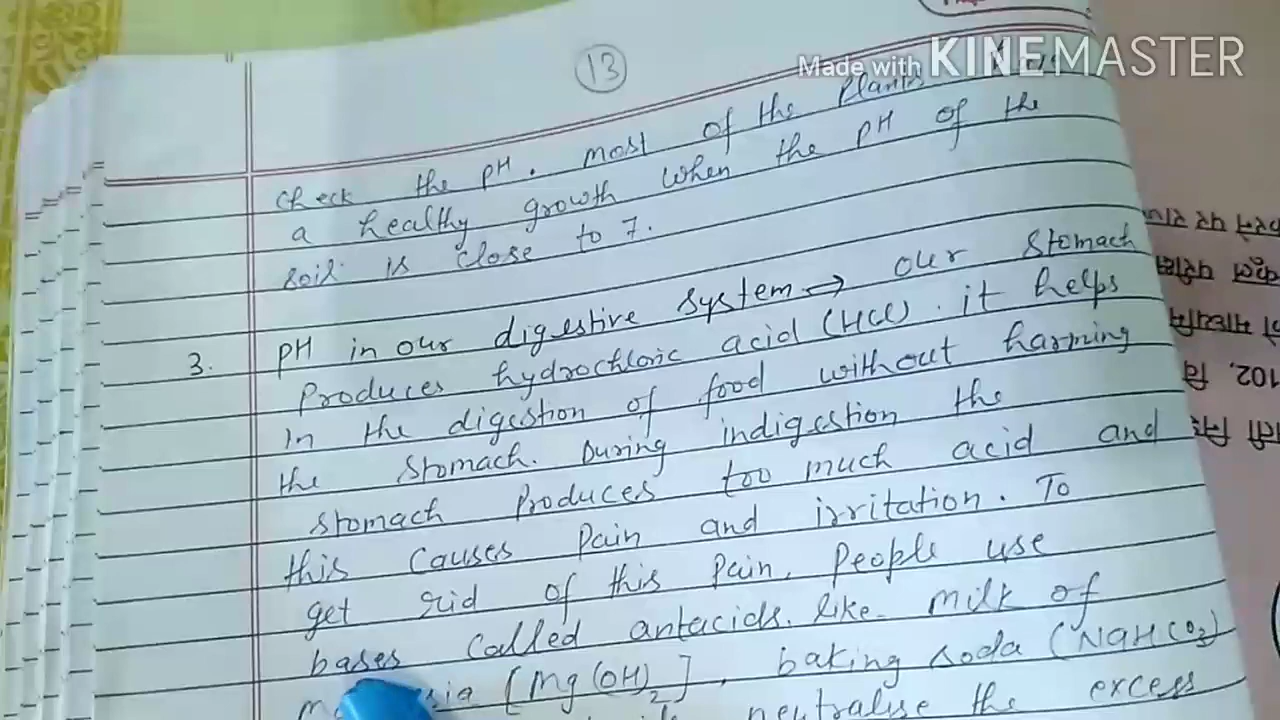 13
Made with KINEMASTER
check the pH. most of the plants
a healthy growth when the pH of the
soil is close to 7.
3. pH in our digestive system → our stomach
produces hydrochloric acid (HCl). it helps
in the digestion of food without harming
the stomach. During indigestion the
stomach produces too much acid and
this causes pain and irritation. To
get rid of this pain, people use
bases called antacids. like milk of
[Mg(OH)2], baking soda (NaHCO3)
neutralise the excess
करने पर राज
102, वि